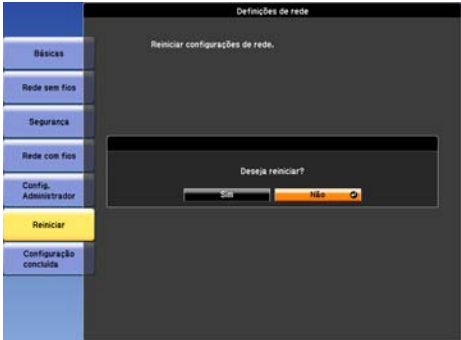 Definições de rede
Básicas
Reiniciar configurações de rede.
Rede sem fios
Segurança
Rede com fios
Deseja reiniciar?
Config.
Administrador
Sim
Não
Reiniciar
Configuração
concluída